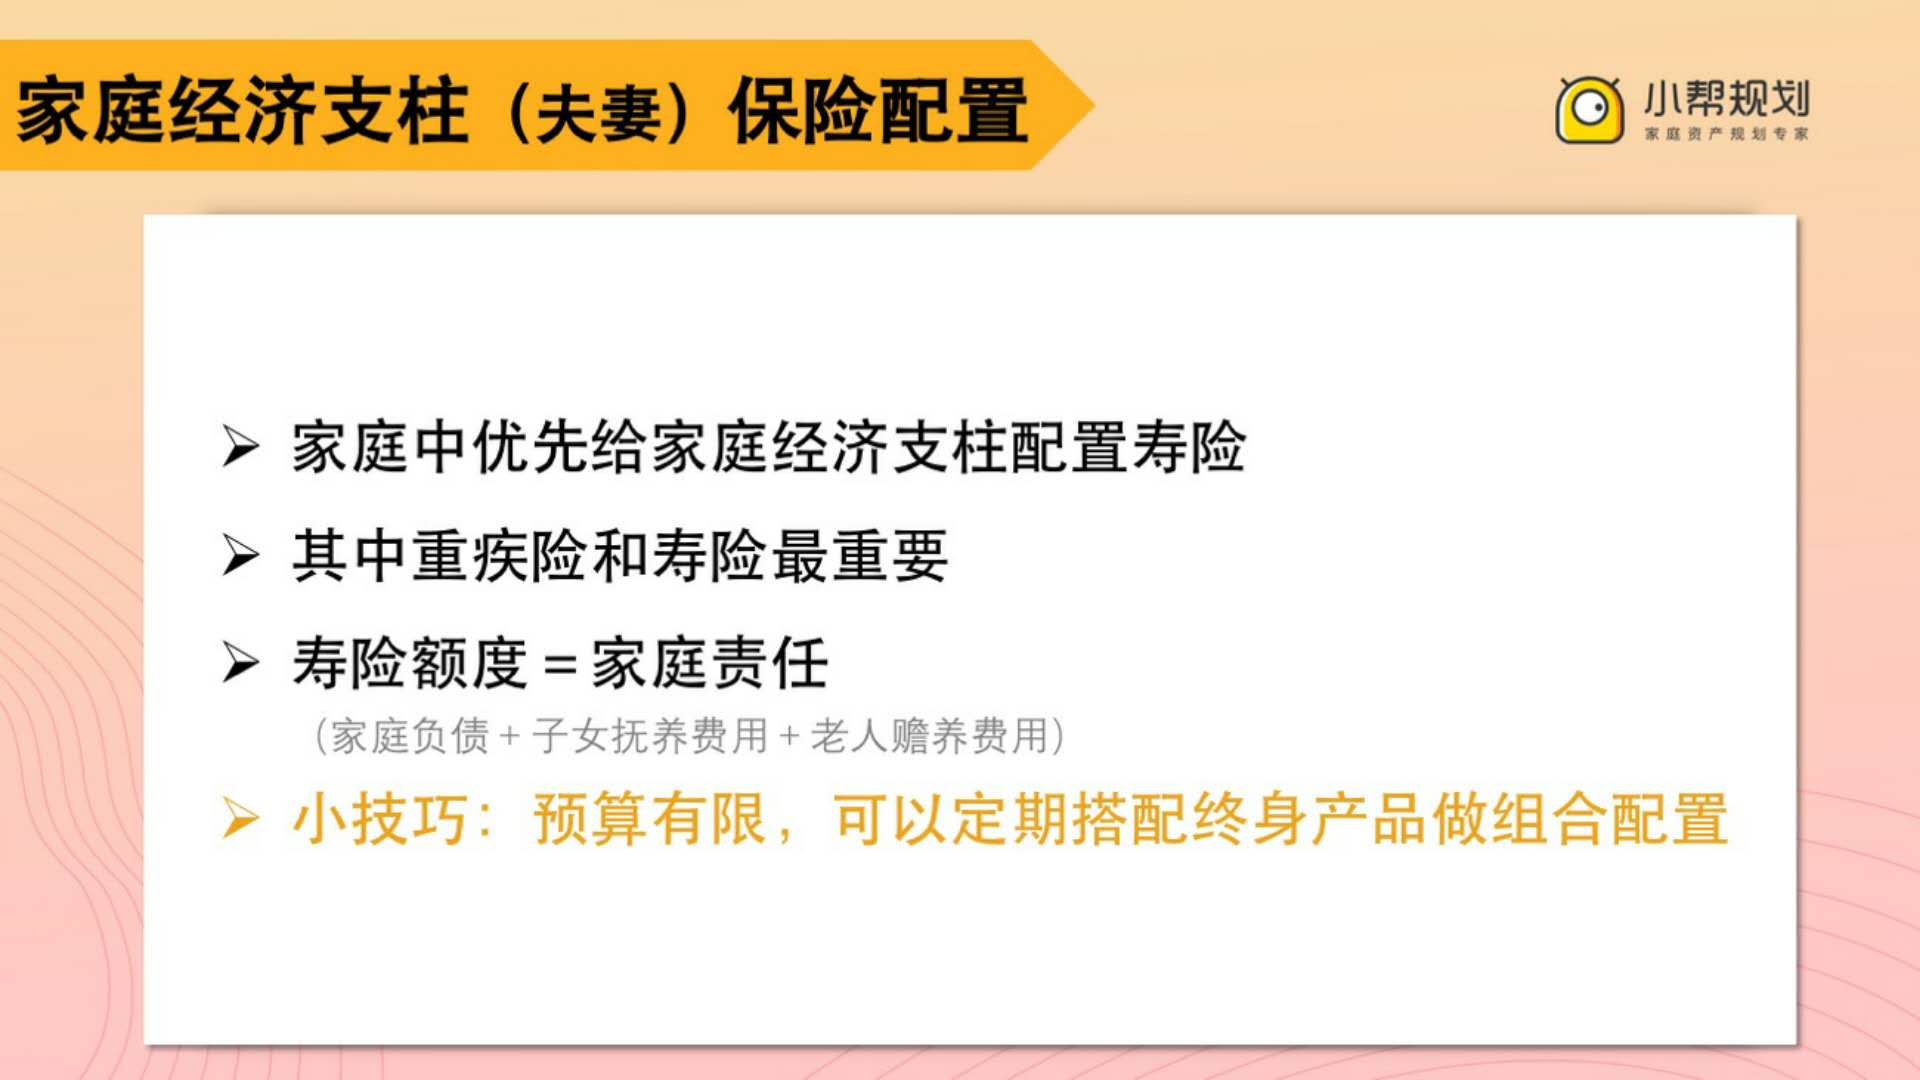 家庭经济支柱（夫妻）保险配置
小帮规划
家庭资产规划专家
家庭中优先给家庭经济支柱配置寿险
其中重疾险和寿险最重要
寿险额度=家庭责任
（家庭负债+子女抚养费用+老人赡养费用）
小技巧：预算有限，可以定期搭配终身产品做组合配置